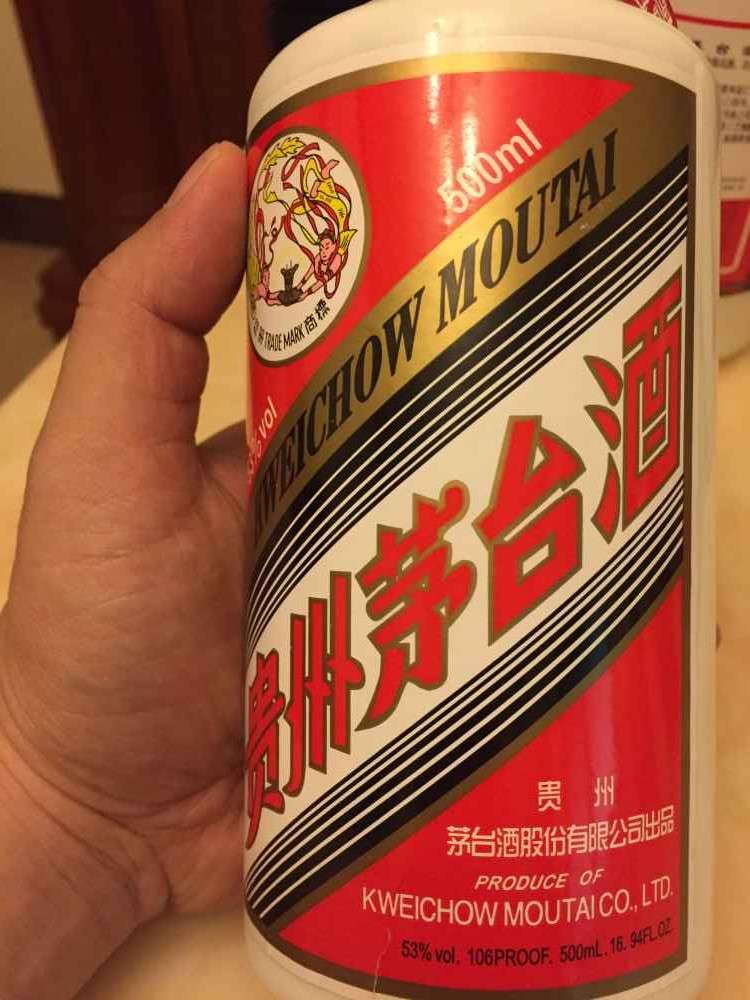 500ml
TRADE MARK 商標
%vol
KWEICHOW MOUTAI
贵州茅台酒
贵 州
茅台酒股份有限公司出品
PRODUCE OF
KWEICHOW MOUTAI CO., LTD.
53% vol. 106PROOF. 500mL. 16. 94FL.OZ.